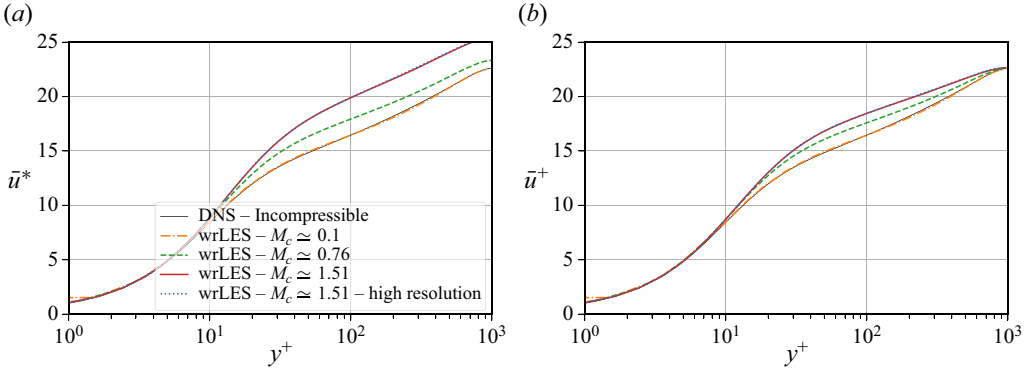 (a)
(b)
25
20
15
10
5
0
ū*
DNS – Incompressible
wrLES – M_c ≃ 0.1
wrLES – M_c ≃ 0.76
wrLES – M_c ≃ 1.51
wrLES – M_c ≃ 1.51 – high resolution
10⁰ 10¹ 10² 10³
y⁺
25
20
15
10
5
0
ū⁺
10⁰ 10¹ 10² 10³
y⁺